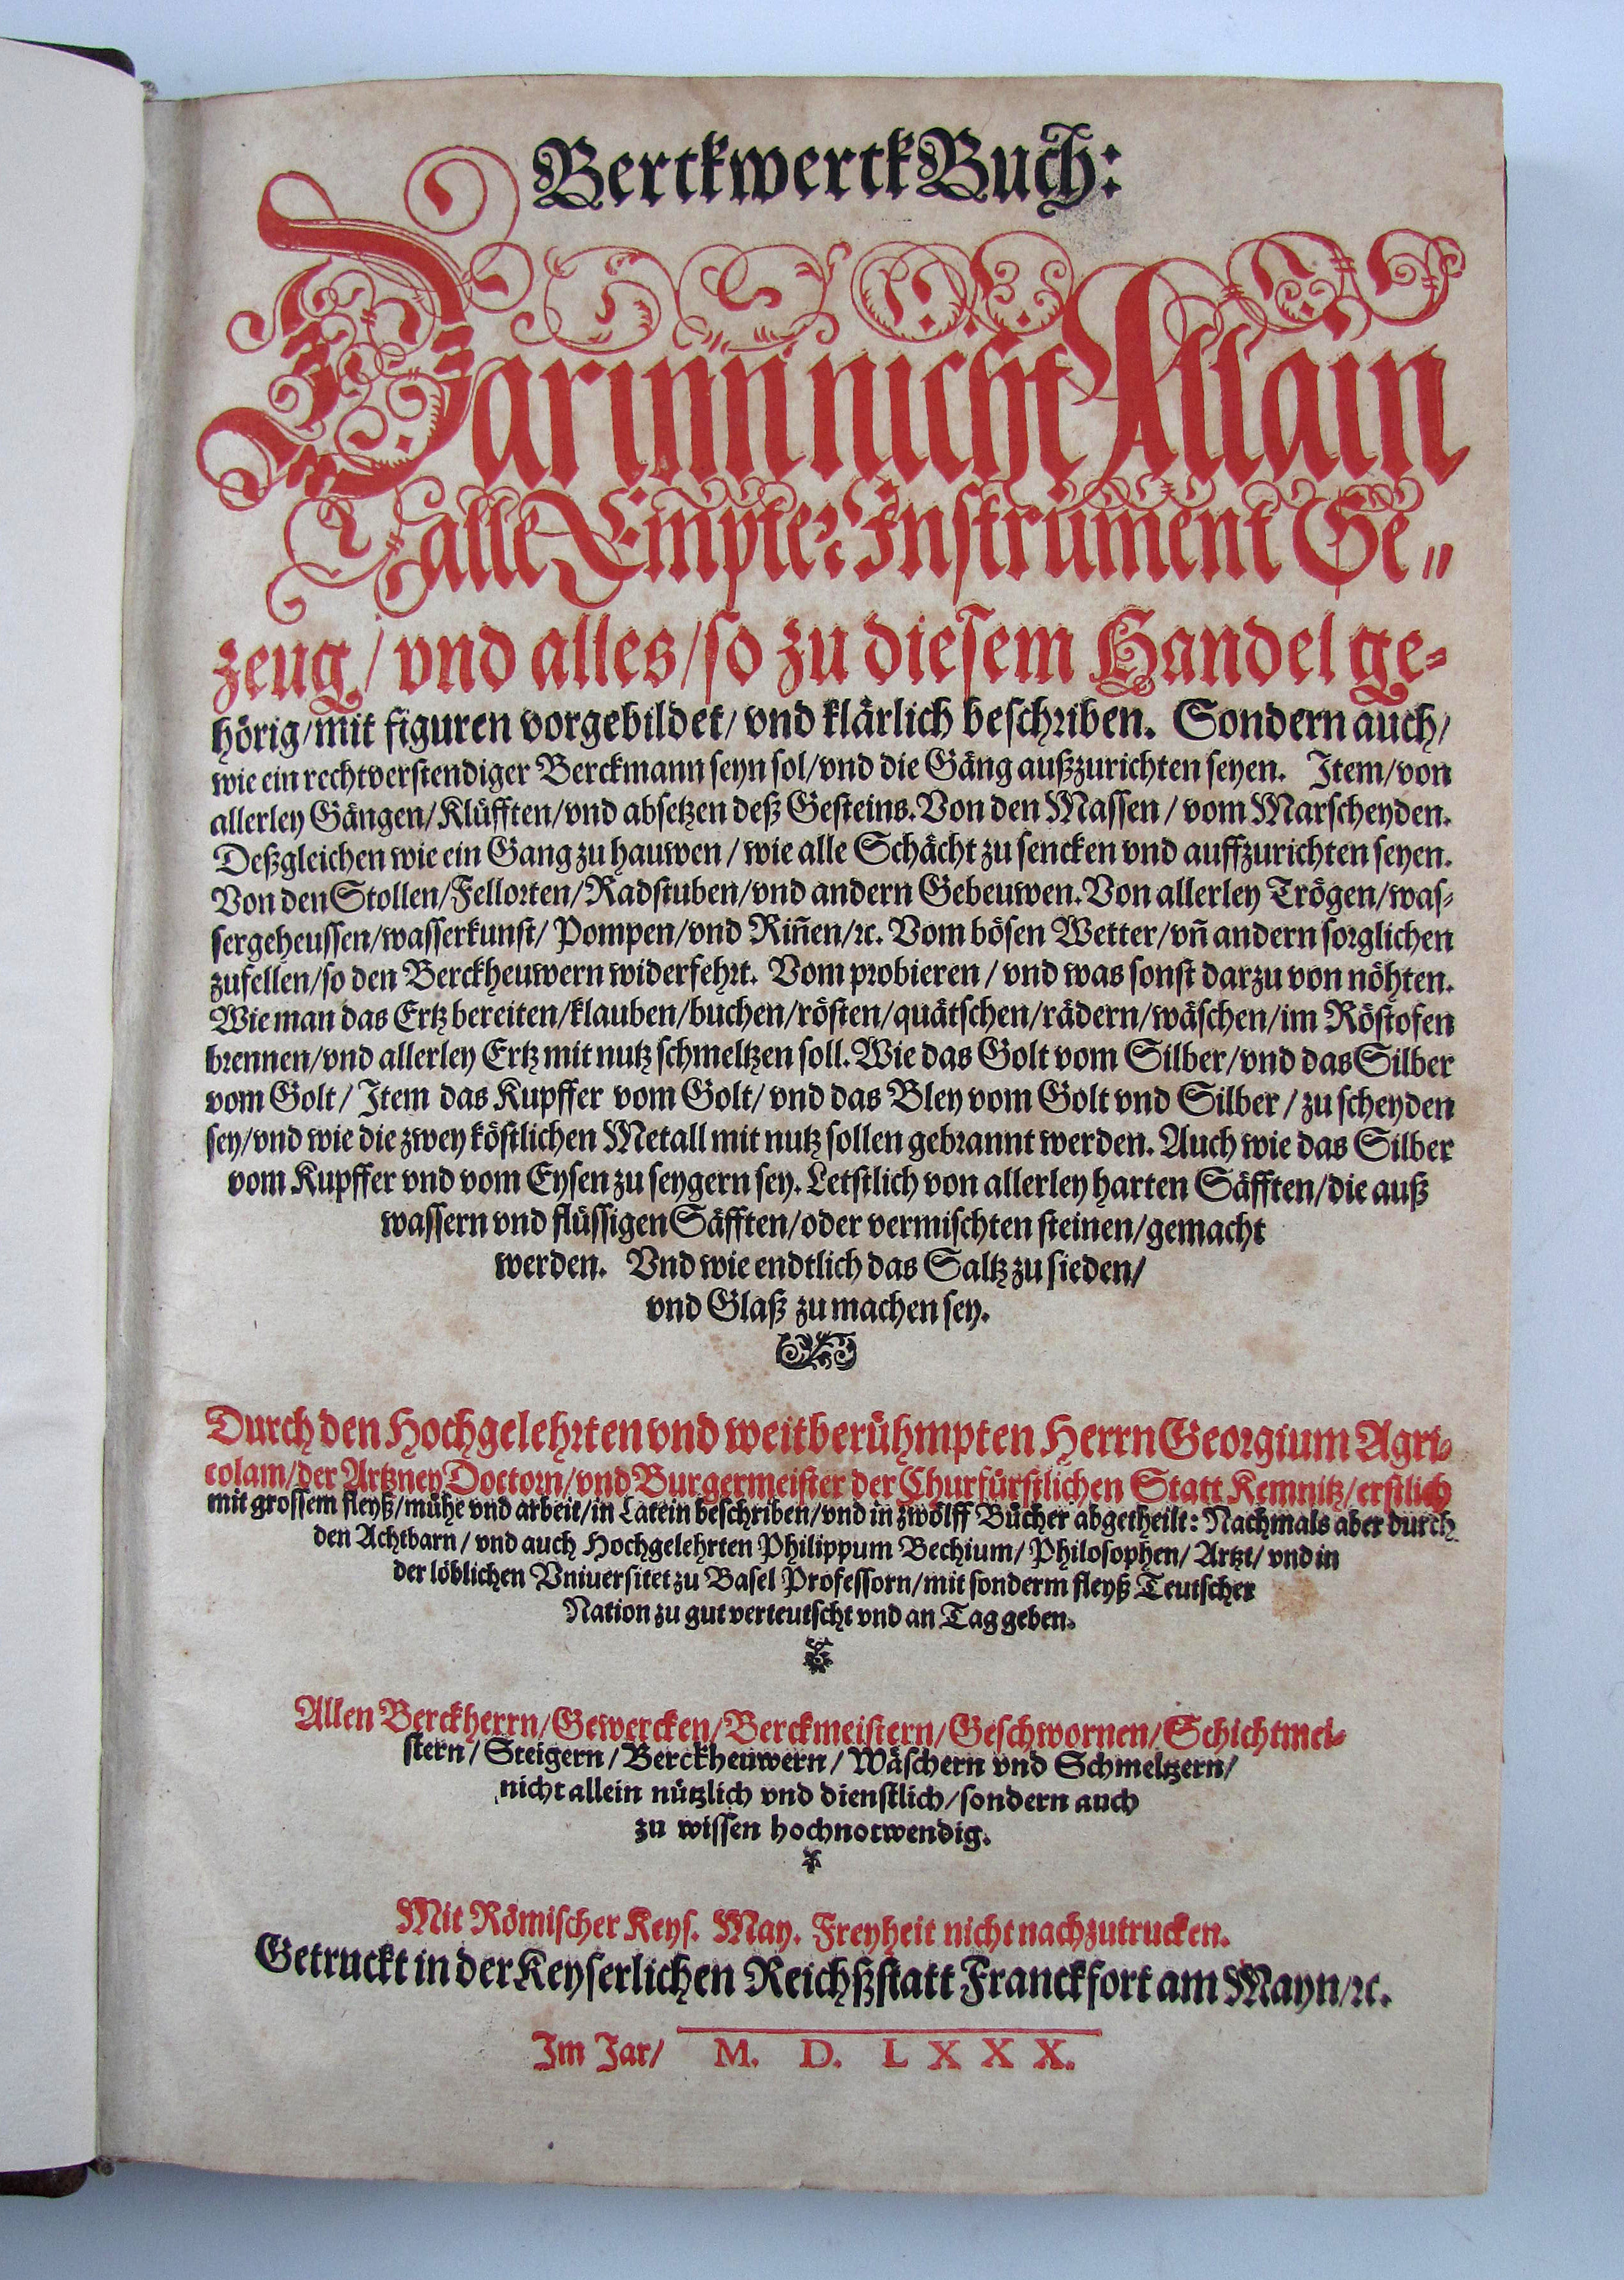 Berckwerck Buch:
Darinn nicht Allain
alle Empter Instrument Ge⸗
zeug/ vnd alles/ so zu diesem Handel ge⸗
hörig/ mit figuren vorgebildet/ vnd klärlich beschriben. Sondern auch/
wie ein rechtverstendiger Berckmann seyn sol/ vnd die Gäng außzurichten seyen. Item/ von
allerley Gängen/ Klüfften/ vnd absetzen deß Gesteins. Von den Massen/ vom Marscheyden.
Deßgleichen wie ein Gang zu hauwen/ wie alle Schächt zu sencken vnd auffzurichten seyen.
Von den Stollen/ Fellorten/ Radstuben/ vnd andern Gebeuwen. Von allerley Trögen/ was⸗
sergeheussen/ wasserkunst/ Pompen/ vnd Riñen/ ꝛc. Vom bösen Wetter/ vñ andern sorglichen
zufellen/ so den Berckheuwern widerfehrt. Vom probieren/ vnd was sonst darzu von nöhten.
Wie man das Ertz bereiten/ klauben/ buchen/ rösten/ quätschen/ rädern/ wäschen/ im Röstofen
brennen/ vnd allerley Ertz mit nutz schmeltzen soll. Wie das Golt vom Silber/ vnd das Silber
vom Golt/ Item das Kupffer vom Golt/ vnd das Bley vom Golt vnd Silber/ zu scheyden
sey/ vnd wie die zwey köstlichen Metall mit nutz sollen gebrannt werden. Auch wie das Silber
vom Kupffer vnd vom Eysen zu seygern sey. Letstlich von allerley harten Säfften/ die auß
wassern vnd flüssigen Säfften/ oder vermischten steinen/ gemacht
werden. Vnd wie endtlich das Saltz zu sieden/
vnd Glaß zu machen sey.
Durch den Hochgelehrten vnd weitberühmpten Herrn Georgium Agri⸗
colam/ der Artzney Doctorn/ vnd Burgermeister der Churfürstlichen Statt Kemnitz/ erstlich
mit grossem fleyß/ mühe vnd arbeit/ in Latein beschriben/ vnd in zwölff Bücher abgetheilt: Nachmals aber durch
den Achtbarn/ vnd auch Hochgelehrten Philippum Bechium/ Philosophen/ Artzt/ vnd in
der löblichen Vniuersitet zu Basel Professorn/ mit sonderm fleyß Teutscher
Nation zu gut verteutscht vnd an Tag geben.
Allen Berckherrn/ Gewercken/ Berckmeistern/ Geschwornen/ Schichtmei⸗
stern/ Steigern/ Berckheuwern/ Wäschern vnd Schmeltzern/
nicht allein nützlich vnd dienstlich/ sondern auch
zu wissen hochnotwendig.
Mit Römischer Keys. May. Freyheit nicht nachzutrucken.
Getruckt in der Keyserlichen Reichßstatt Franckfort am Mayn/ ꝛc.
Im Jar/ M. D. L X X X.